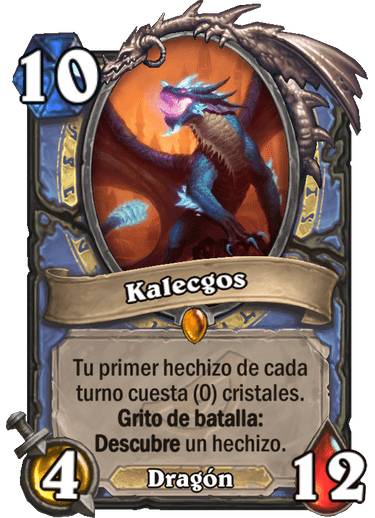 10
Kalecgos
Tu primer hechizo de cada
turno cuesta (0) cristales.
Grito de batalla:
Descubre un hechizo.
4
Dragón
12